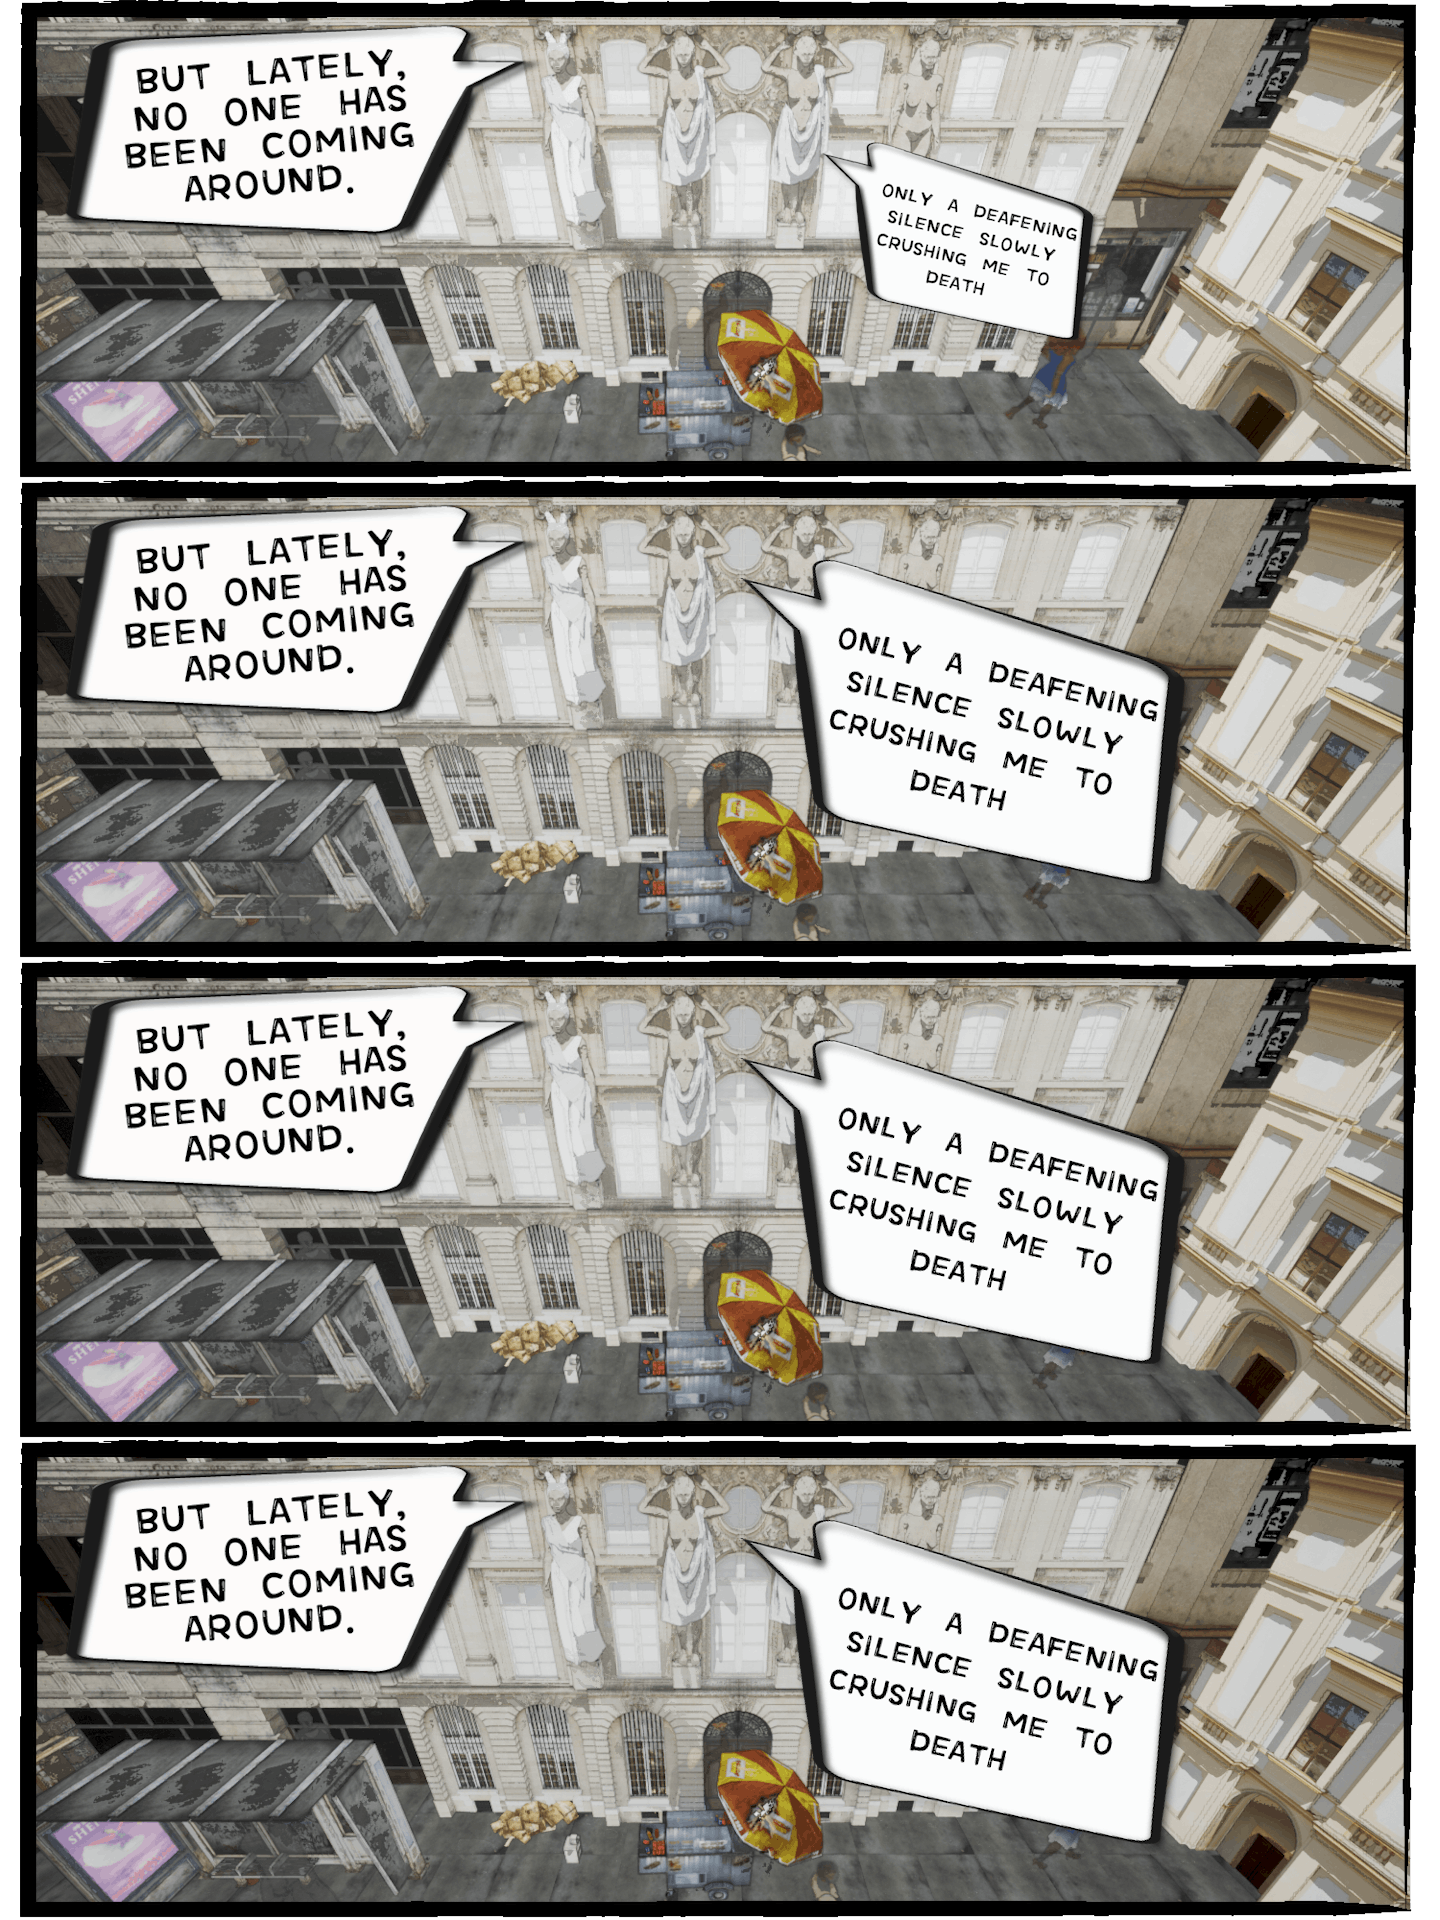 BUT LATELY,
NO ONE HAS
BEEN COMING
AROUND.
ONLY A DEAFENING
SILENCE SLOWLY
CRUSHING ME TO
DEATH
BUT LATELY,
NO ONE HAS
BEEN COMING
AROUND.
ONLY A DEAFENING
SILENCE SLOWLY
CRUSHING ME TO
DEATH
BUT LATELY,
NO ONE HAS
BEEN COMING
AROUND.
ONLY A DEAFENING
SILENCE SLOWLY
CRUSHING ME TO
DEATH
BUT LATELY,
NO ONE HAS
BEEN COMING
AROUND.
ONLY A DEAFENING
SILENCE SLOWLY
CRUSHING ME TO
DEATH